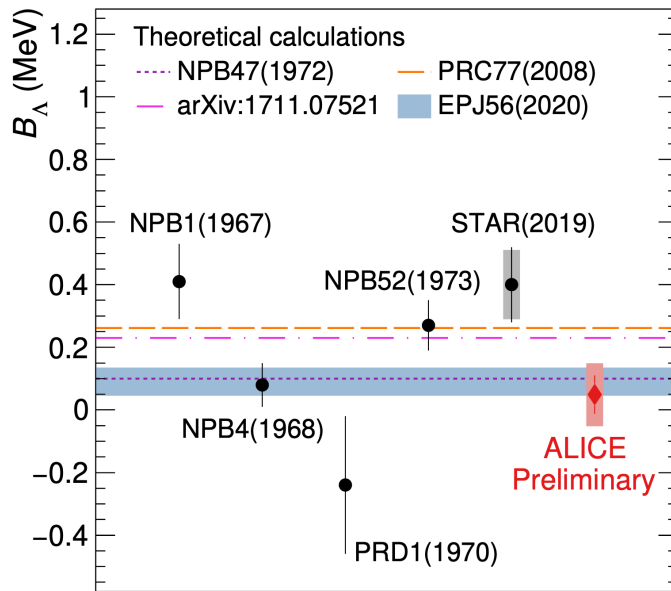 B_Λ (MeV)
1.2
1
0.8
0.6
0.4
0.2
0
−0.2
−0.4
Theoretical calculations
NPB47(1972)
PRC77(2008)
arXiv:1711.07521
EPJ56(2020)
NPB1(1967)
STAR(2019)
NPB52(1973)
NPB4(1968)
ALICE
Preliminary
PRD1(1970)